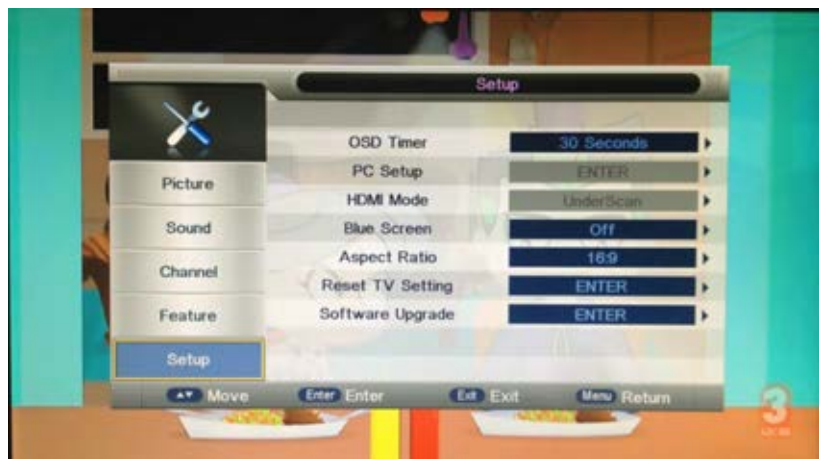 Setup
OSD Timer 30 Seconds
PC Setup ENTER
Picture
HDMI Mode UnderScan
Sound
Blue Screen Off
Aspect Ratio 16:9
Channel
Reset TV Setting ENTER
Feature
Software Upgrade ENTER
Setup
Move Enter Enter Exit Exit Menu Return
3